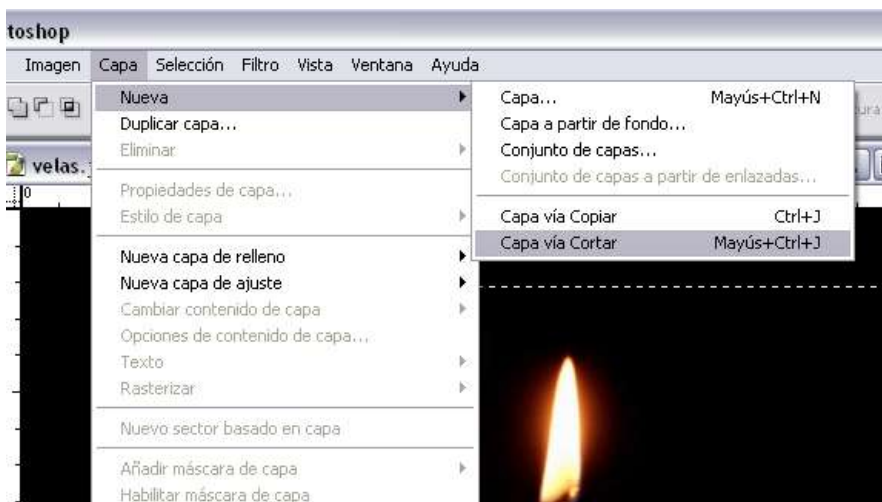 toshop
Imagen Capa Selección Filtro Vista Ventana Ayuda
Nueva
Duplicar capa...
Eliminar
Propiedades de capa...
Estilo de capa
Nueva capa de relleno
Nueva capa de ajuste
Cambiar contenido de capa
Opciones de contenido de capa...
Texto
Rasterizar
Nuevo sector basado en capa
Añadir máscara de capa
Habilitar máscara de capa
Capa... Mayús+Ctrl+N
Capa a partir de fondo...
Conjunto de capas...
Conjunto de capas a partir de enlazadas...
Capa vía Copiar Ctrl+J
Capa vía Cortar Mayús+Ctrl+J
velas.
0